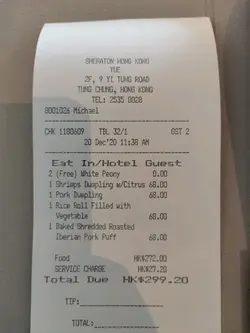 SHERATON HONG KONG
YUE
2F, 9 YI TUNG ROAD
TUNG CHUNG, HONG KONG
TEL: 2535 0028
8001026 Michael
CHK 1180609 TBL 32/1 GST 2
20 Dec'20 11:38 AM
Eat In/Hotel Guest
2 (Free) White Peony 0.00
1 Shrimps Dumpling w/Citrus 68.00
1 Pork Dumpling 68.00
1 Rice Roll Filled with
Vegetable 68.00
1 Baked Shredded Roasted
Iberian Pork Puff 68.00
Food HK$272.00
SERVICE CHARGE HK$27.20
Total Due HK$299.20
TIF:
TOTAL: